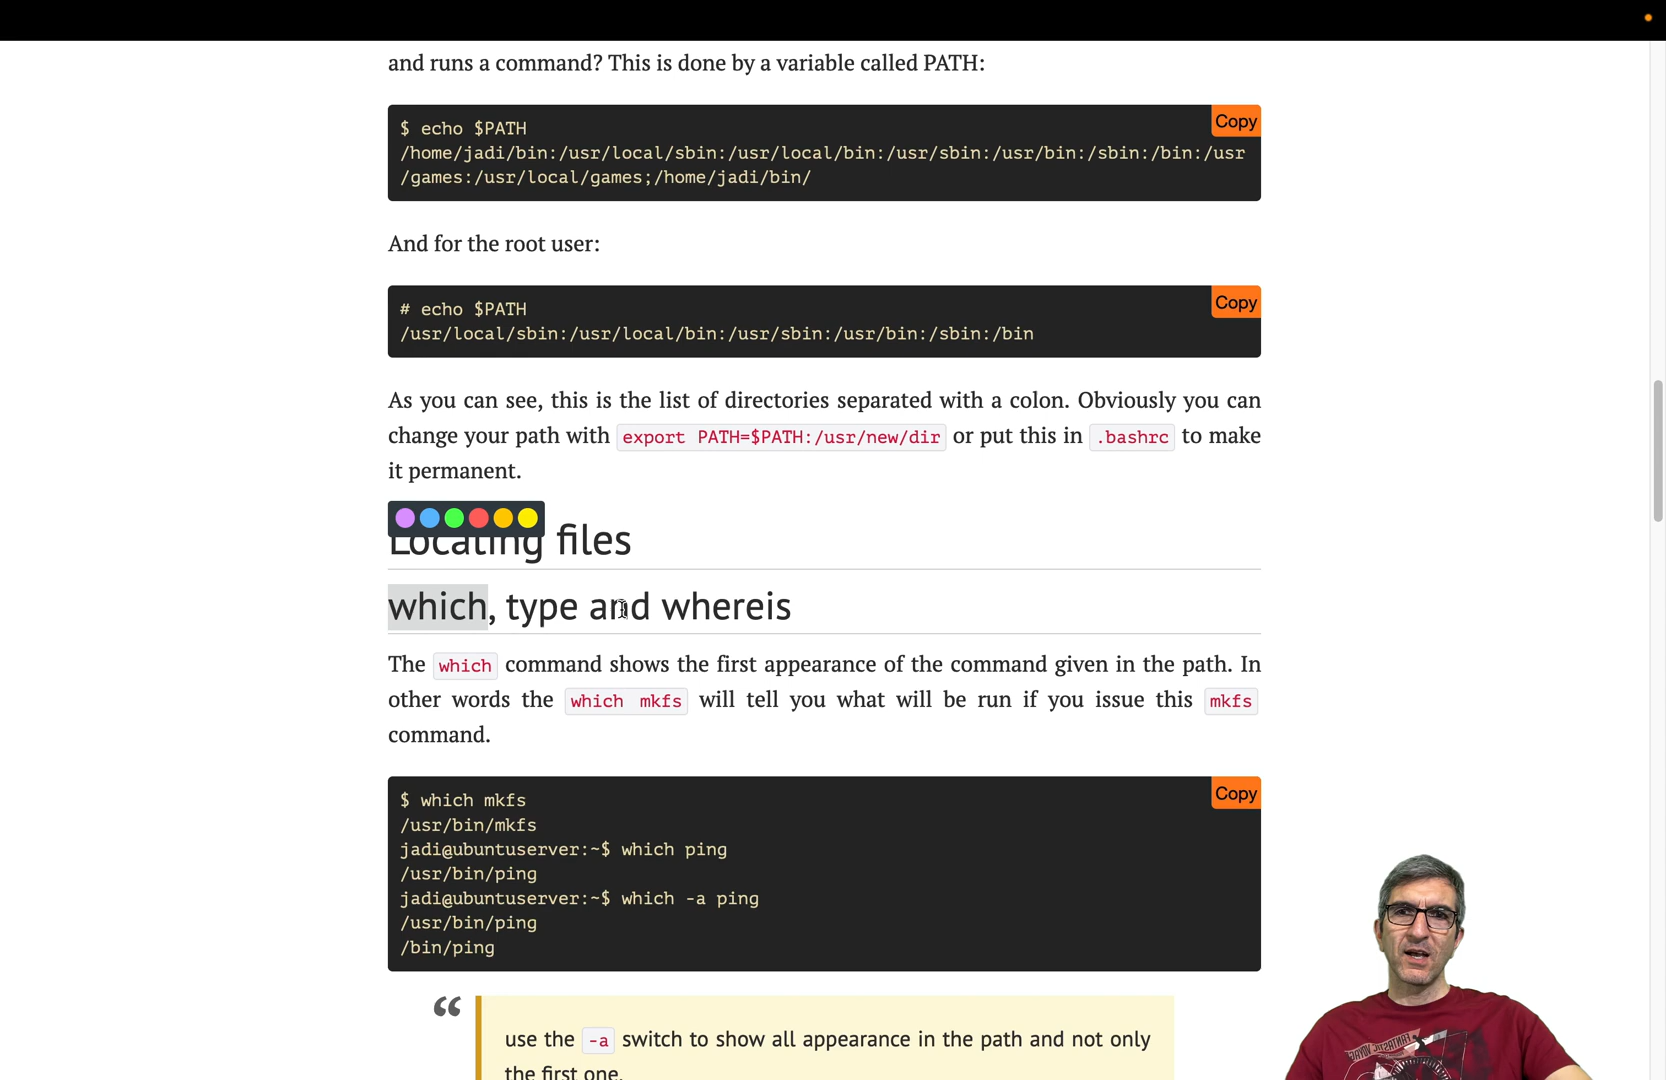 and runs a command? This is done by a variable called PATH:
Copy
$ echo $PATH
/home/jadi/bin:/usr/local/sbin:/usr/local/bin:/usr/sbin:/usr/bin:/sbin:/bin:/usr
/games:/usr/local/games;/home/jadi/bin/
And for the root user:
Copy
# echo $PATH
/usr/local/sbin:/usr/local/bin:/usr/sbin:/usr/bin:/sbin:/bin
As you can see, this is the list of directories separated with a colon. Obviously you can
change your path with export PATH=$PATH:/usr/new/dir or put this in .bashrc to make
it permanent.
Locating files
which, type and whereis
The which command shows the first appearance of the command given in the path. In
other words the which mkfs will tell you what will be run if you issue this mkfs
command.
Copy
$ which mkfs
/usr/bin/mkfs
jadi@ubuntuserver:~$ which ping
/usr/bin/ping
jadi@ubuntuserver:~$ which -a ping
/usr/bin/ping
/bin/ping
“
use the -a switch to show all appearance in the path and not only
the first one.